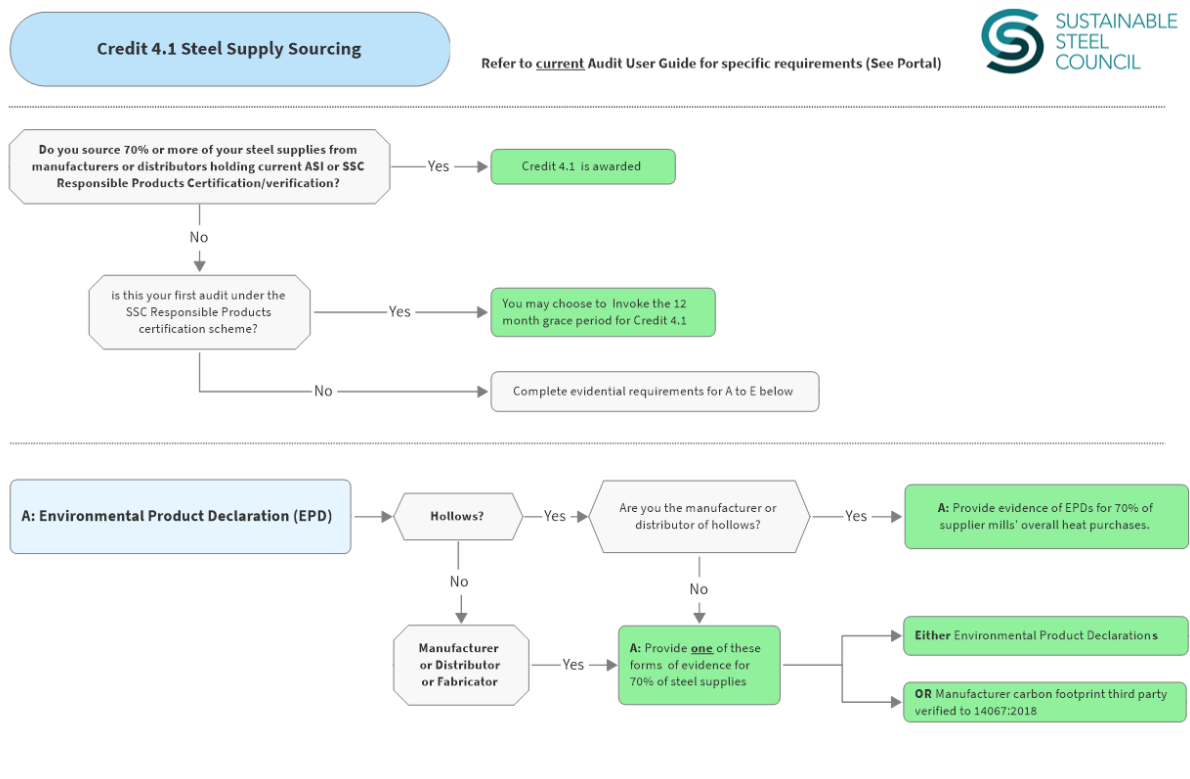 Credit 4.1 Steel Supply Sourcing
Refer to current Audit User Guide for specific requirements (See Portal)
SUSTAINABLE
STEEL
COUNCIL
Do you source 70% or more of your steel supplies from
manufacturers or distributors holding current ASI or SSC
Responsible Products Certification/verification?
Yes
Credit 4.1 is awarded
No
is this your first audit under the
SSC Responsible Products
certification scheme?
Yes
You may choose to Invoke the 12
month grace period for Credit 4.1
No
Complete evidential requirements for A to E below
A: Environmental Product Declaration (EPD)
Hollows?
Yes
Are you the manufacturer or
distributor of hollows?
Yes
A: Provide evidence of EPDs for 70% of
supplier mills' overall heat purchases.
No
No
Manufacturer
or Distributor
or Fabricator
Yes
A: Provide one of these
forms of evidence for
70% of steel supplies
Either Environmental Product Declarations
OR Manufacturer carbon footprint third party
verified to 14067:2018